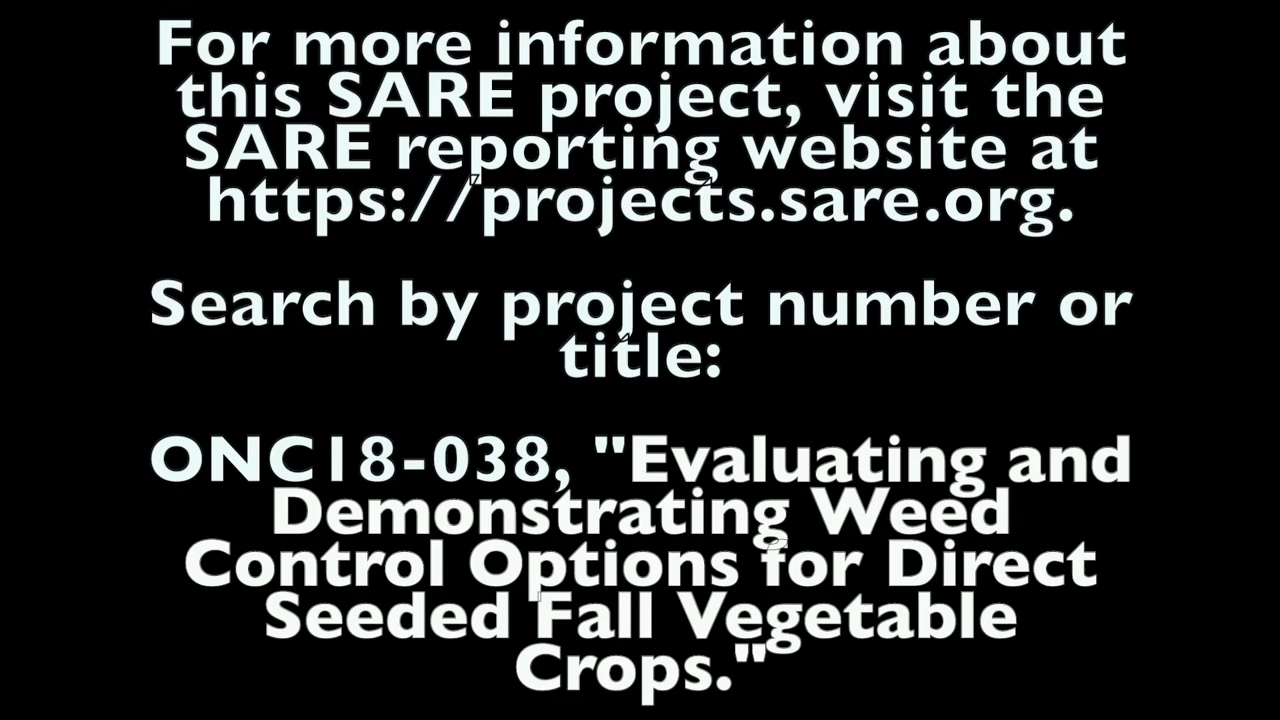 For more information about
this SARE project, visit the
SARE reporting website at
https://projects.sare.org.
Search by project number or
title:
ONC18-038, "Evaluating and
Demonstrating Weed
Control Options for Direct
Seeded Fall Vegetable
Crops."